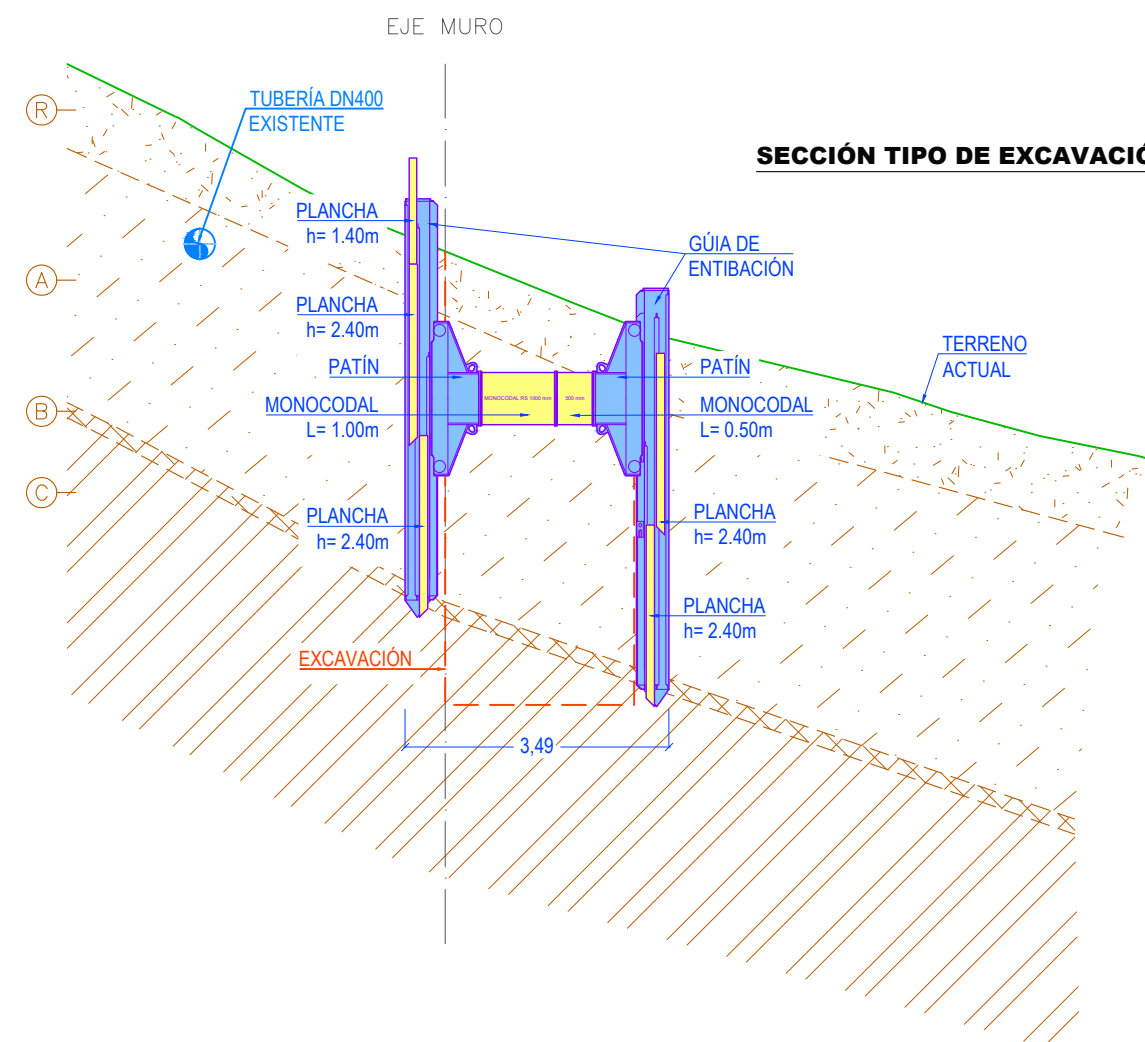 EJE MURO
R
TUBERÍA DN400
EXISTENTE
SECCIÓN TIPO DE EXCAVACIÓ
PLANCHA
h= 1.40m
GÚIA DE
ENTIBACIÓN
A
PLANCHA
h= 2.40m
TERRENO
ACTUAL
PATÍN
PATÍN
MONOCODAL
L= 1.00m
MONOCODAL RS 1000 mm
500 mm
MONOCODAL
L= 0.50m
B
C
PLANCHA
h= 2.40m
PLANCHA
h= 2.40m
PLANCHA
h= 2.40m
EXCAVACIÓN
3,49